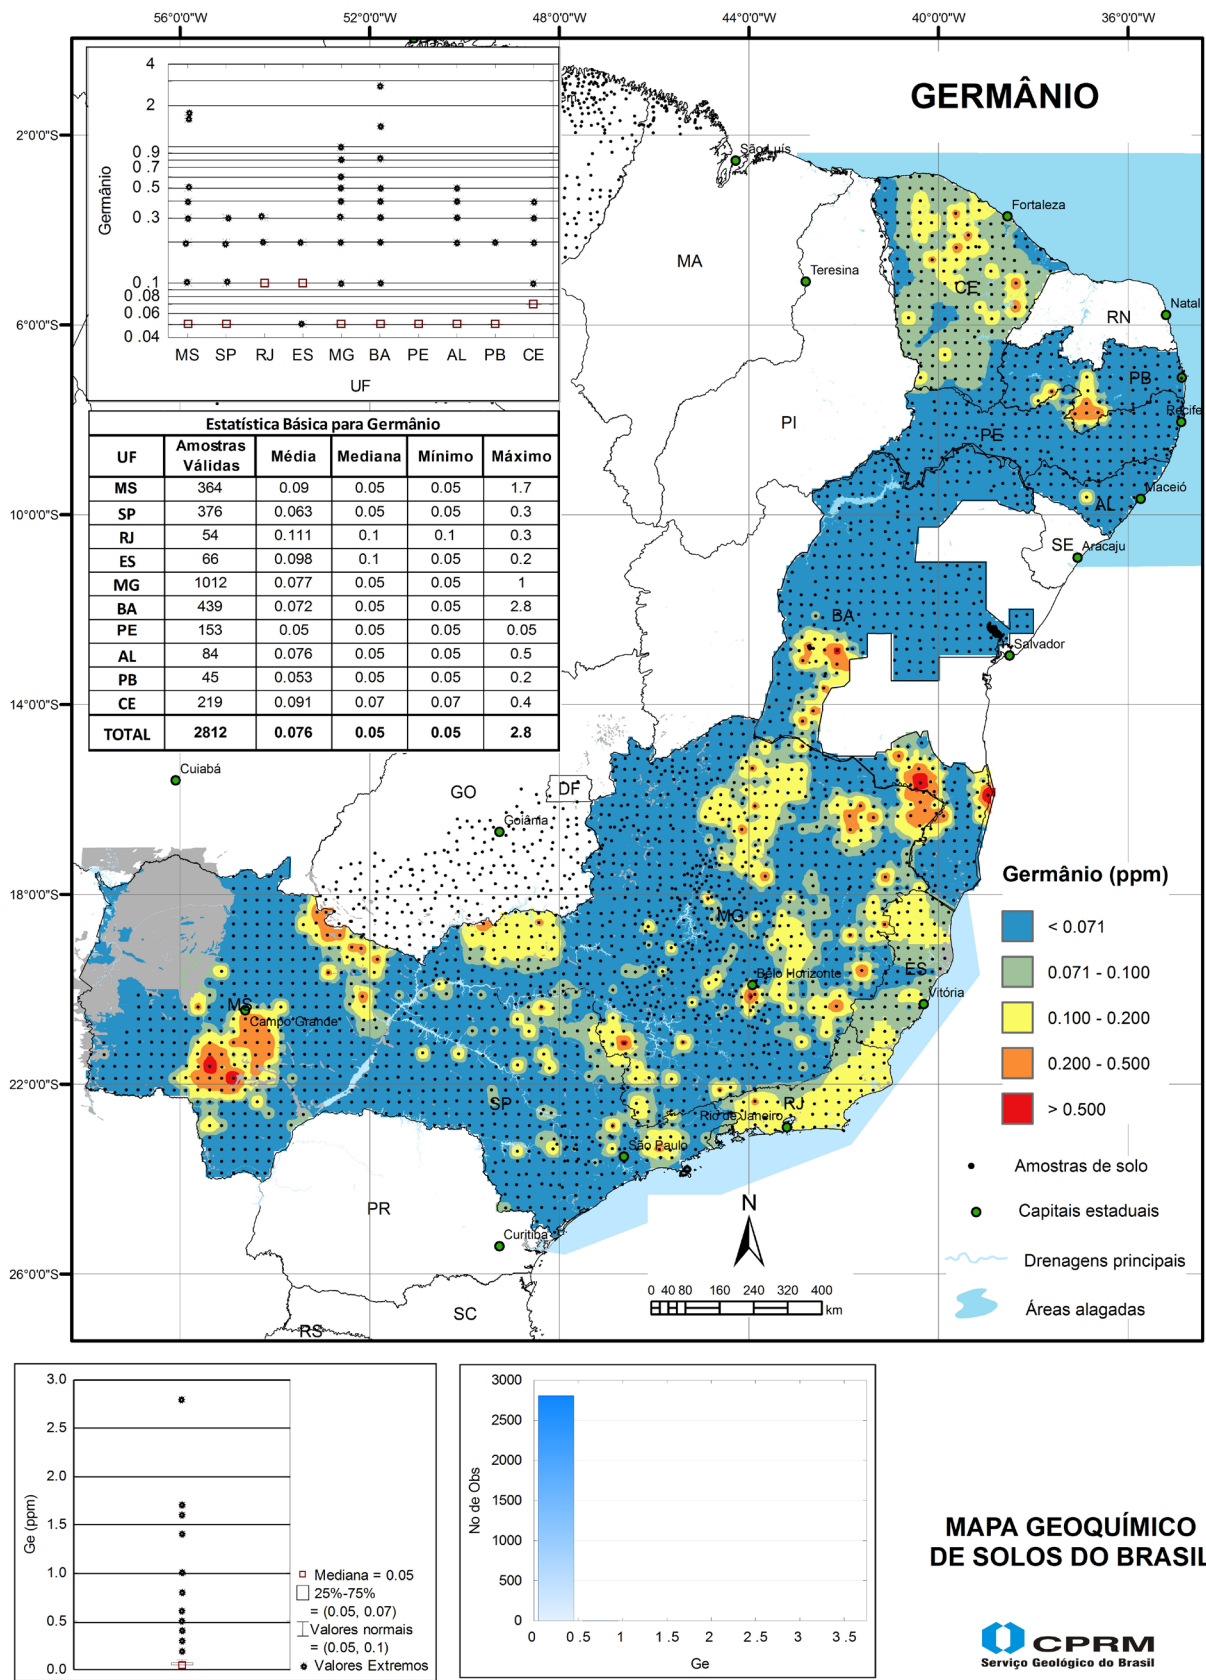 56°0'0"W 52°0'0"W 48°0'0"W 44°0'0"W 40°0'0"W 36°0'0"W
GERMÂNIO
2°0'0"S
6°0'0"S
10°0'0"S
14°0'0"S
18°0'0"S
22°0'0"S
26°0'0"S
Germânio
4
2
0.9
0.7
0.5
0.3
0.1
0.08
0.06
0.04
MS SP RJ ES MG BA PE AL PB CE
UF
Estatística Básica para Germânio
UF Amostras Válidas Média Mediana Mínimo Máximo
MS 364 0.09 0.05 0.05 1.7
SP 376 0.063 0.05 0.05 0.3
RJ 54 0.111 0.1 0.1 0.3
ES 66 0.098 0.1 0.05 0.2
MG 1012 0.077 0.05 0.05 1
BA 439 0.072 0.05 0.05 2.8
PE 153 0.05 0.05 0.05 0.05
AL 84 0.076 0.05 0.05 0.5
PB 45 0.053 0.05 0.05 0.2
CE 219 0.091 0.07 0.07 0.4
TOTAL 2812 0.076 0.05 0.05 2.8
São Luís
Fortaleza
MA
Teresina
CE
RN
Natal
PB
PI
PE
Recife
Maceió
AL
SE
Aracaju
BA
Salvador
Cuiabá
GO
DF
Goiânia
MG
Belo Horizonte
ES
Vitória
MS
Campo Grande
SP
RJ
Rio de Janeiro
São Paulo
PR
Curitiba
SC
RS
N
0 40 80 160 240 320 400
km
Germânio (ppm)
< 0.071
0.071 - 0.100
0.100 - 0.200
0.200 - 0.500
> 0.500
Amostras de solo
Capitais estaduais
Drenagens principais
Áreas alagadas
Ge (ppm)
3.0
2.5
2.0
1.5
1.0
0.5
0.0
Mediana = 0.05
25%-75%
= (0.05, 0.07)
Valores normais
= (0.05, 0.1)
Valores Extremos
No de Obs
3000
2500
2000
1500
1000
500
0
0 0.5 1 1.5 2 2.5 3 3.5
Ge
MAPA GEOQUÍMICO
DE SOLOS DO BRASIL
CPRM
Serviço Geológico do Brasil